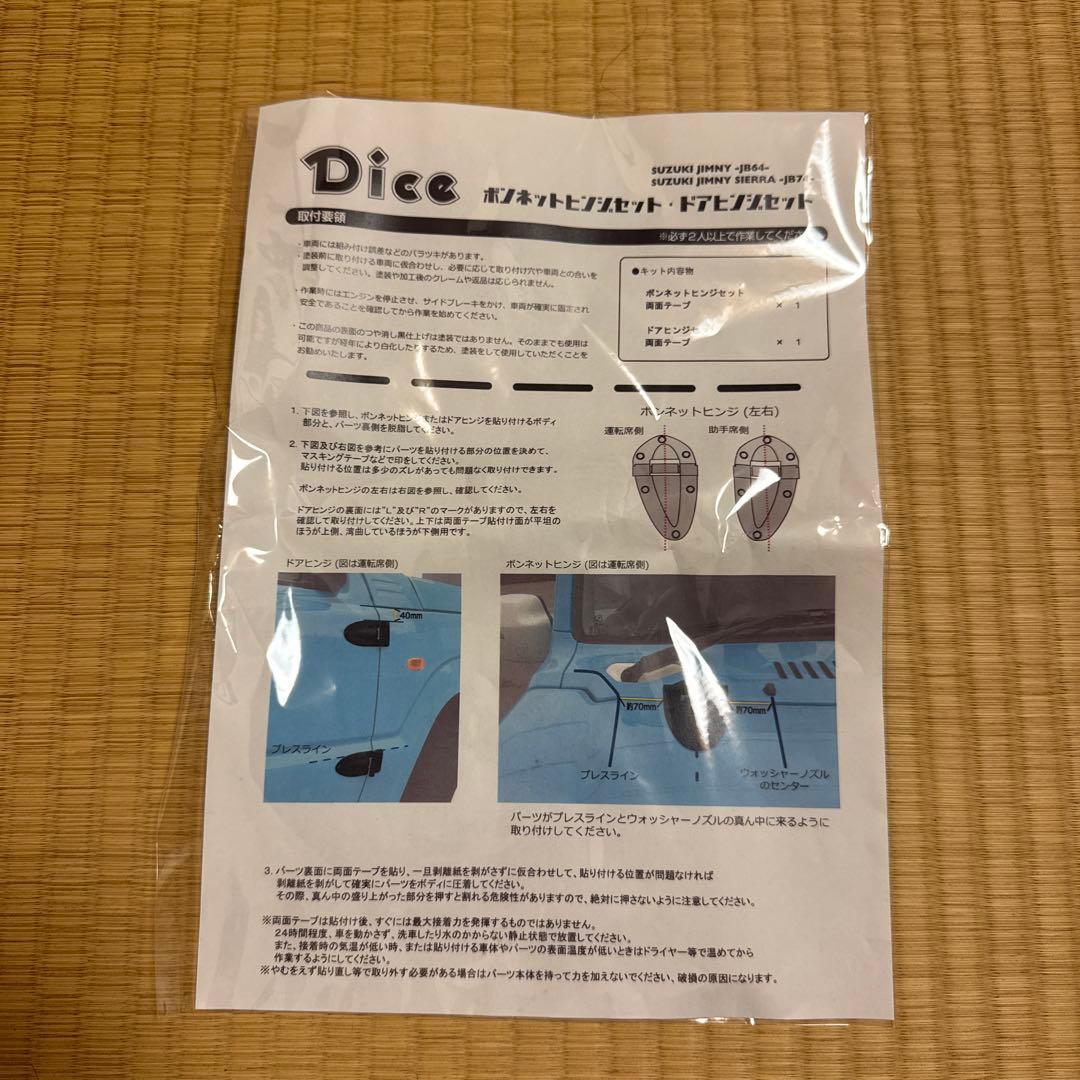 Dice
SUZUKI JIMNY -JB64-
SUZUKI JIMNY SIERRA -JB74-
ボンネットヒンジセット・ドアヒンジセット
取付要領
※必ず2人以上で作業してくださ
・車両には組み付け誤差などのバラツキがあります。
・塗装前に取り付ける車両に仮合わせし、必要に応じて取り付け穴や車両との合いを
調整してください。塗装や加工後のクレームや返品は応じられません。
・作業時にはエンジンを停止させ、サイドブレーキをかけ、車両が確実に固定され
安全であることを確認してから作業を始めてください。
・この商品の表面のつや消し黒仕上げは塗装ではありません。そのままでも使用は
可能ですが経年により白化したりするため、塗装をして使用していただくことを
お勧めいたします。
●キット内容物
ボンネットヒンジセット
両面テープ × 1
ドアヒンジセ
両面テープ × 1
1. 下図を参照し、ボンネットヒンジまたはドアヒンジを貼り付けるボディ
部分と、パーツ裏側を脱脂してください。
2. 下図及び右図を参考にパーツを貼り付ける部分の位置を決めて、
マスキングテープなどで印をしてください。
貼り付ける位置は多少のズレがあっても問題なく取り付けできます。
ボンネットヒンジの左右は右図を参照し、確認してください。
ドアヒンジの裏面には"L"及び"R"のマークがありますので、左右を
確認して取り付けしてください。上下は両面テープ貼付け面が平坦の
ほうが上側、湾曲しているほうが下側用です。
ボンネットヒンジ (左右)
運転席側
助手席側
ドアヒンジ (図は運転席側)
40mm
プレスライン
ボンネットヒンジ (図は運転席側)
約70mm
約70mm
プレスライン
ウォッシャーノズル
のセンター
パーツがプレスラインとウォッシャーノズルの真ん中に来るように
取り付けしてください。
3. パーツ裏面に両面テープを貼り、一旦剥離紙を剥がさずに仮合わせして、貼り付ける位置が問題なければ
剥離紙を剥がして確実にパーツをボディに圧着してください。
その際、真ん中の盛り上がった部分を押すと割れる危険性がありますので、絶対に押さないように注意してください。
※両面テープは貼付け後、すぐには最大接着力を発揮するものではありません。
24時間程度、車を動かさず、洗車したり水のかからない静止状態で放置してください。
また、接着時の気温が低い時、または貼り付ける車体やパーツの表面温度が低いときはドライヤー等で温めてから
作業するようにしてください。
※やむをえず貼り直し等で取り外す必要がある場合はパーツ本体を持って力を加えないでください、破損の原因になります。